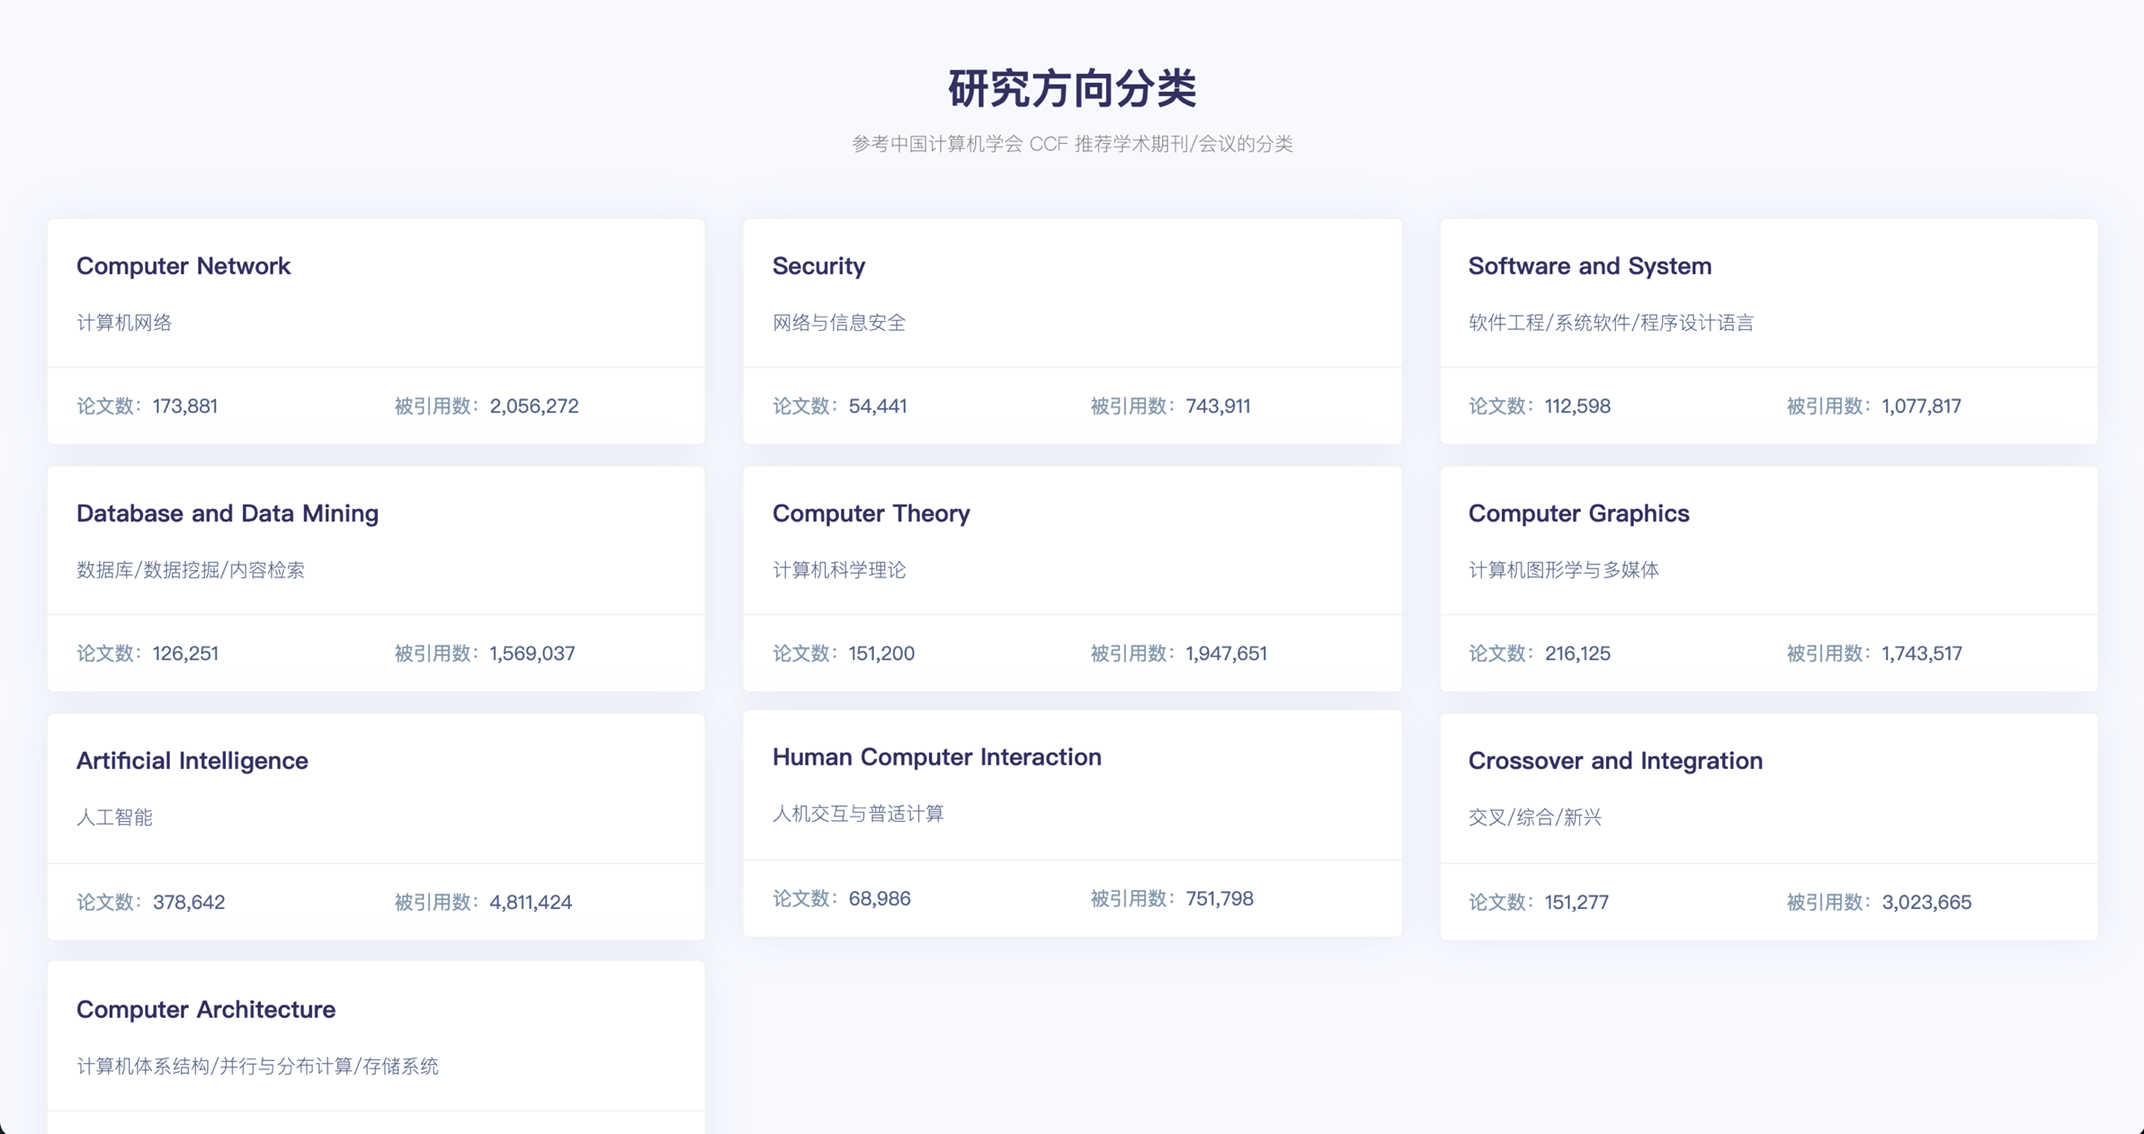 研究方向分类
参考中国计算机学会 CCF 推荐学术期刊/会议的分类
Computer Network
计算机网络
论文数： 173,881 被引用数： 2,056,272
Security
网络与信息安全
论文数： 54,441 被引用数： 743,911
Software and System
软件工程/系统软件/程序设计语言
论文数： 112,598 被引用数： 1,077,817
Database and Data Mining
数据库/数据挖掘/内容检索
论文数： 126,251 被引用数： 1,569,037
Computer Theory
计算机科学理论
论文数： 151,200 被引用数： 1,947,651
Computer Graphics
计算机图形学与多媒体
论文数： 216,125 被引用数： 1,743,517
Artificial Intelligence
人工智能
论文数： 378,642 被引用数： 4,811,424
Human Computer Interaction
人机交互与普适计算
论文数： 68,986 被引用数： 751,798
Crossover and Integration
交叉/综合/新兴
论文数： 151,277 被引用数： 3,023,665
Computer Architecture
计算机体系结构/并行与分布计算/存储系统